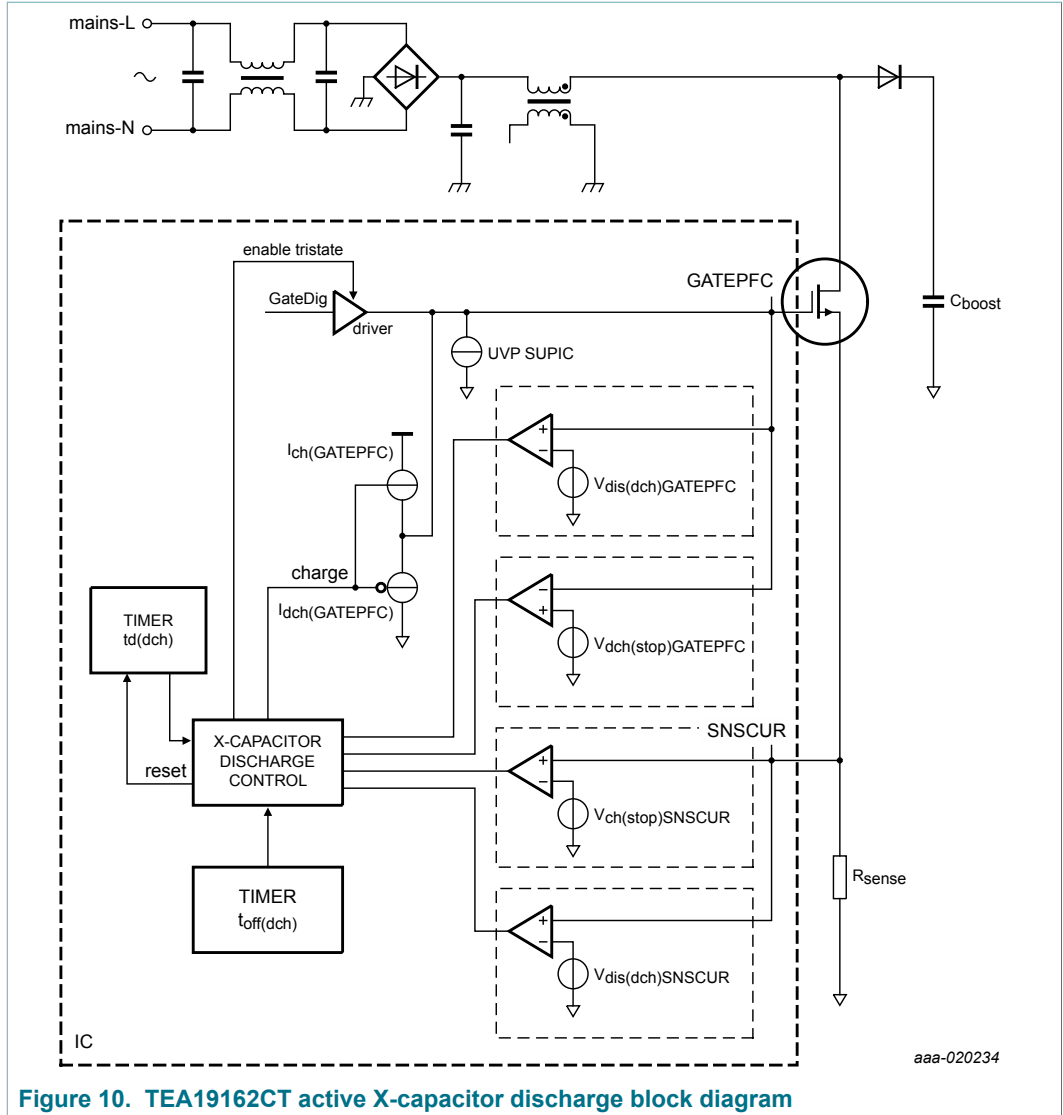 mains-L
mains-N
enable tristate
GATEPFC
GateDig
driver
UVP SUPIC
Cboost
Ich(GATEPFC)
Vdis(dch)GATEPFC
charge
Idch(GATEPFC)
Vdch(stop)GATEPFC
TIMER
td(dch)
SNSCUR
X-CAPACITOR
DISCHARGE
CONTROL
reset
Vch(stop)SNSCUR
TIMER
toff(dch)
Rsense
Vdis(dch)SNSCUR
IC
aaa-020234
Figure 10. TEA19162CT active X-capacitor discharge block diagram